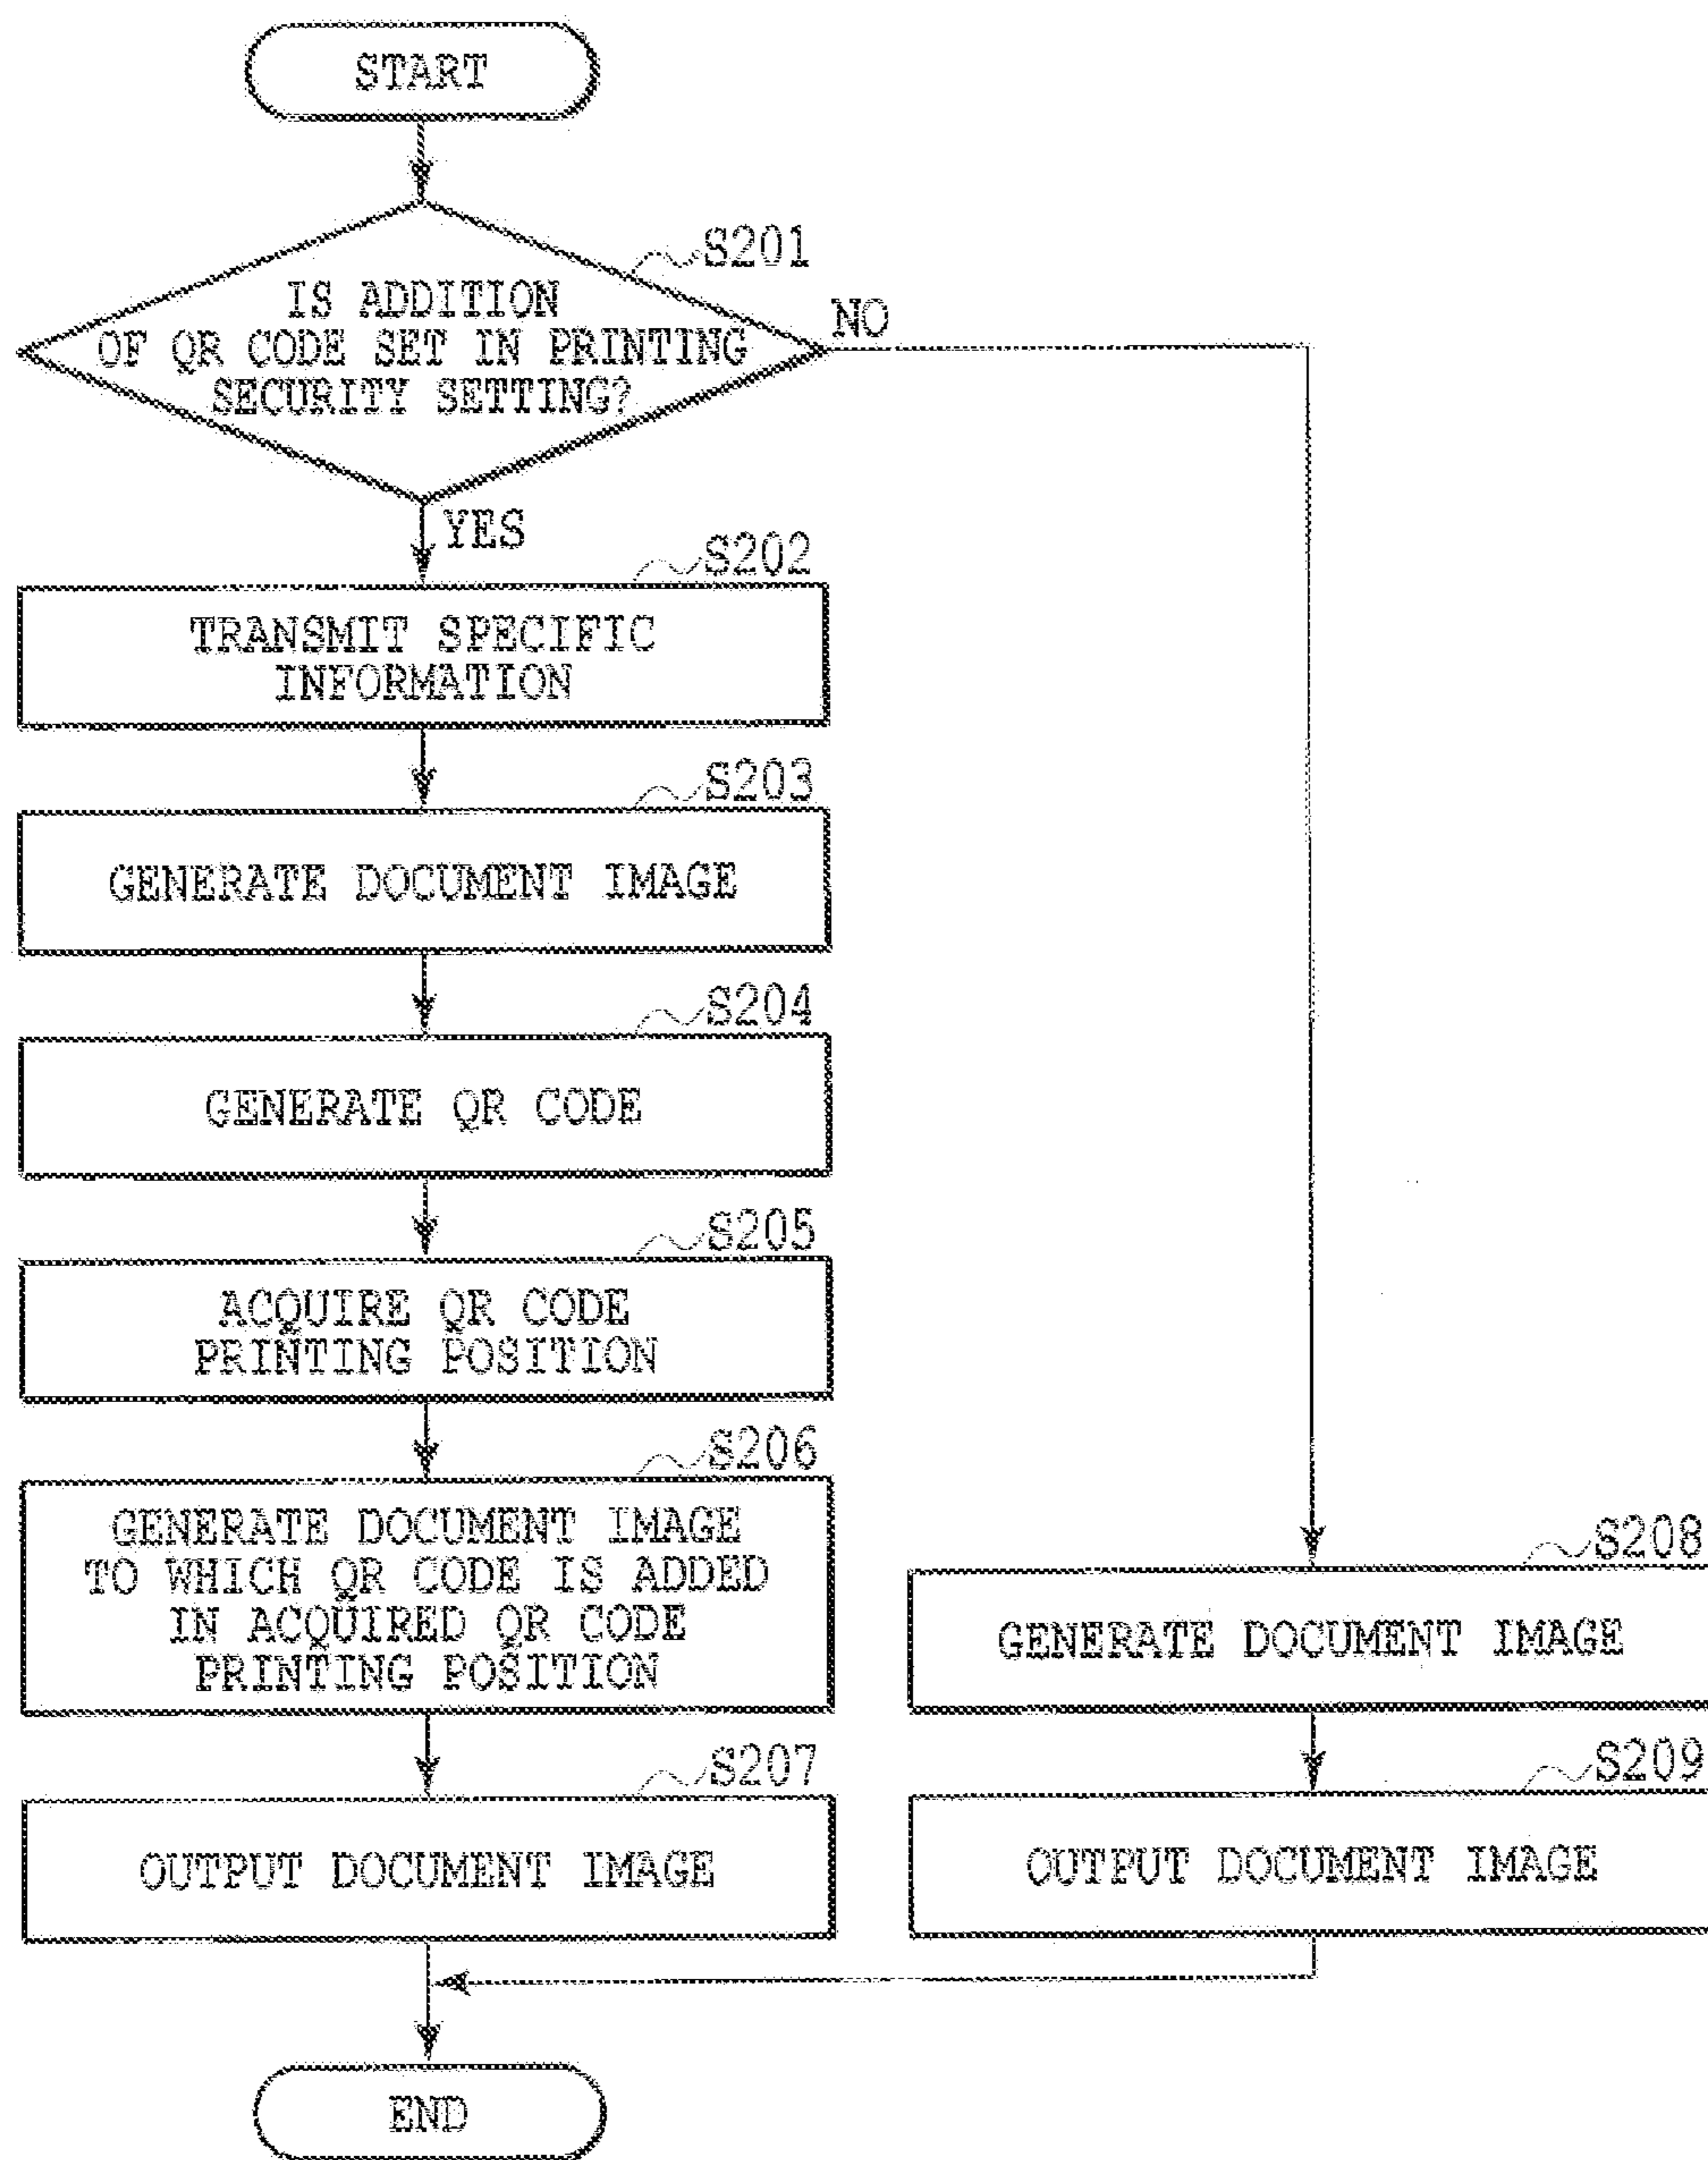 START
S201
IS ADDITION
OF QR CODE SET IN PRINTING
SECURITY SETTING?
NO
YES
S202
TRANSMIT SPECIFIC
INFORMATION
S203
GENERATE DOCUMENT IMAGE
S204
GENERATE QR CODE
S205
ACQUIRE QR CODE
PRINTING POSITION
S206
GENERATE DOCUMENT IMAGE
TO WHICH QR CODE IS ADDED
IN ACQUIRED QR CODE
PRINTING POSITION
S207
OUTPUT DOCUMENT IMAGE
S208
GENERATE DOCUMENT IMAGE
S209
OUTPUT DOCUMENT IMAGE
END